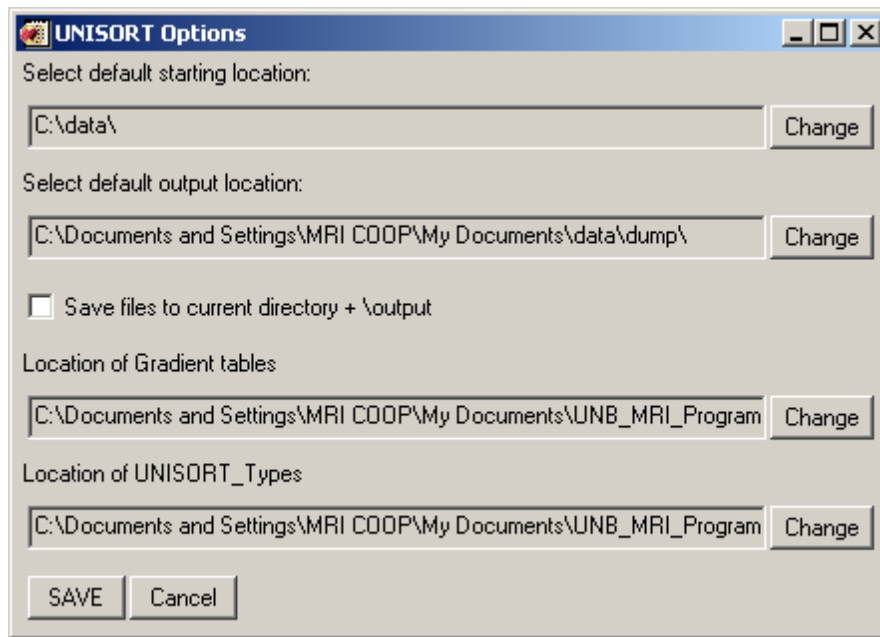 UNISORT Options
Select default starting location:
C:\data\
Change
Select default output location:
C:\Documents and Settings\MRI COOP\My Documents\data\dump\
Change
Save files to current directory + \output
Location of Gradient tables
C:\Documents and Settings\MRI COOP\My Documents\UNB_MRI_Program
Change
Location of UNISORT_Types
C:\Documents and Settings\MRI COOP\My Documents\UNB_MRI_Program
Change
SAVE Cancel